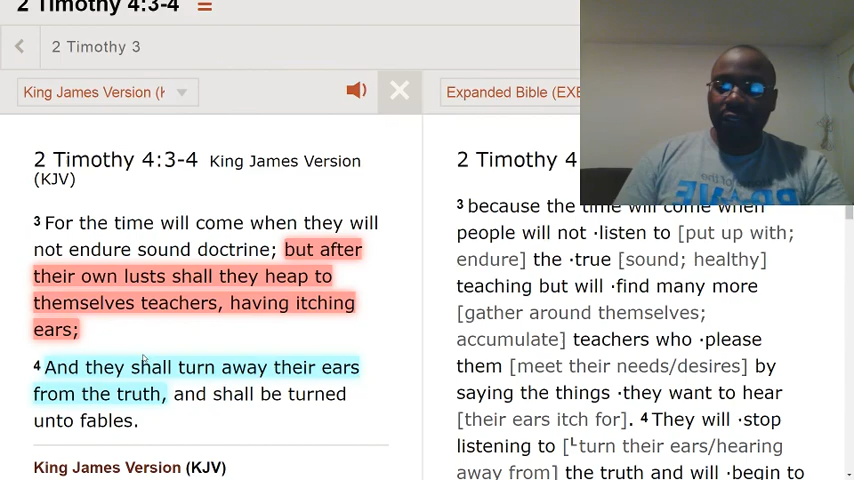 2 Timothy 4:3-4
2 Timothy 3
King James Version (K
Expanded Bible (EXB
2 Timothy 4:3-4 King James Version
(KJV)
3 For the time will come when they will
not endure sound doctrine; but after
their own lusts shall they heap to
themselves teachers, having itching
ears;
4 And they shall turn away their ears
from the truth, and shall be turned
unto fables.
King James Version (KJV)
2 Timothy 4
3 because the time will come when
people will not ·listen to [put up with;
endure] the ·true [sound; healthy]
teaching but will ·find many more
[gather around themselves;
accumulate] teachers who ·please
them [meet their needs/desires] by
saying the things ·they want to hear
[their ears itch for]. 4 They will ·stop
listening to [L turn their ears/hearing
away from] the truth and will ·begin to